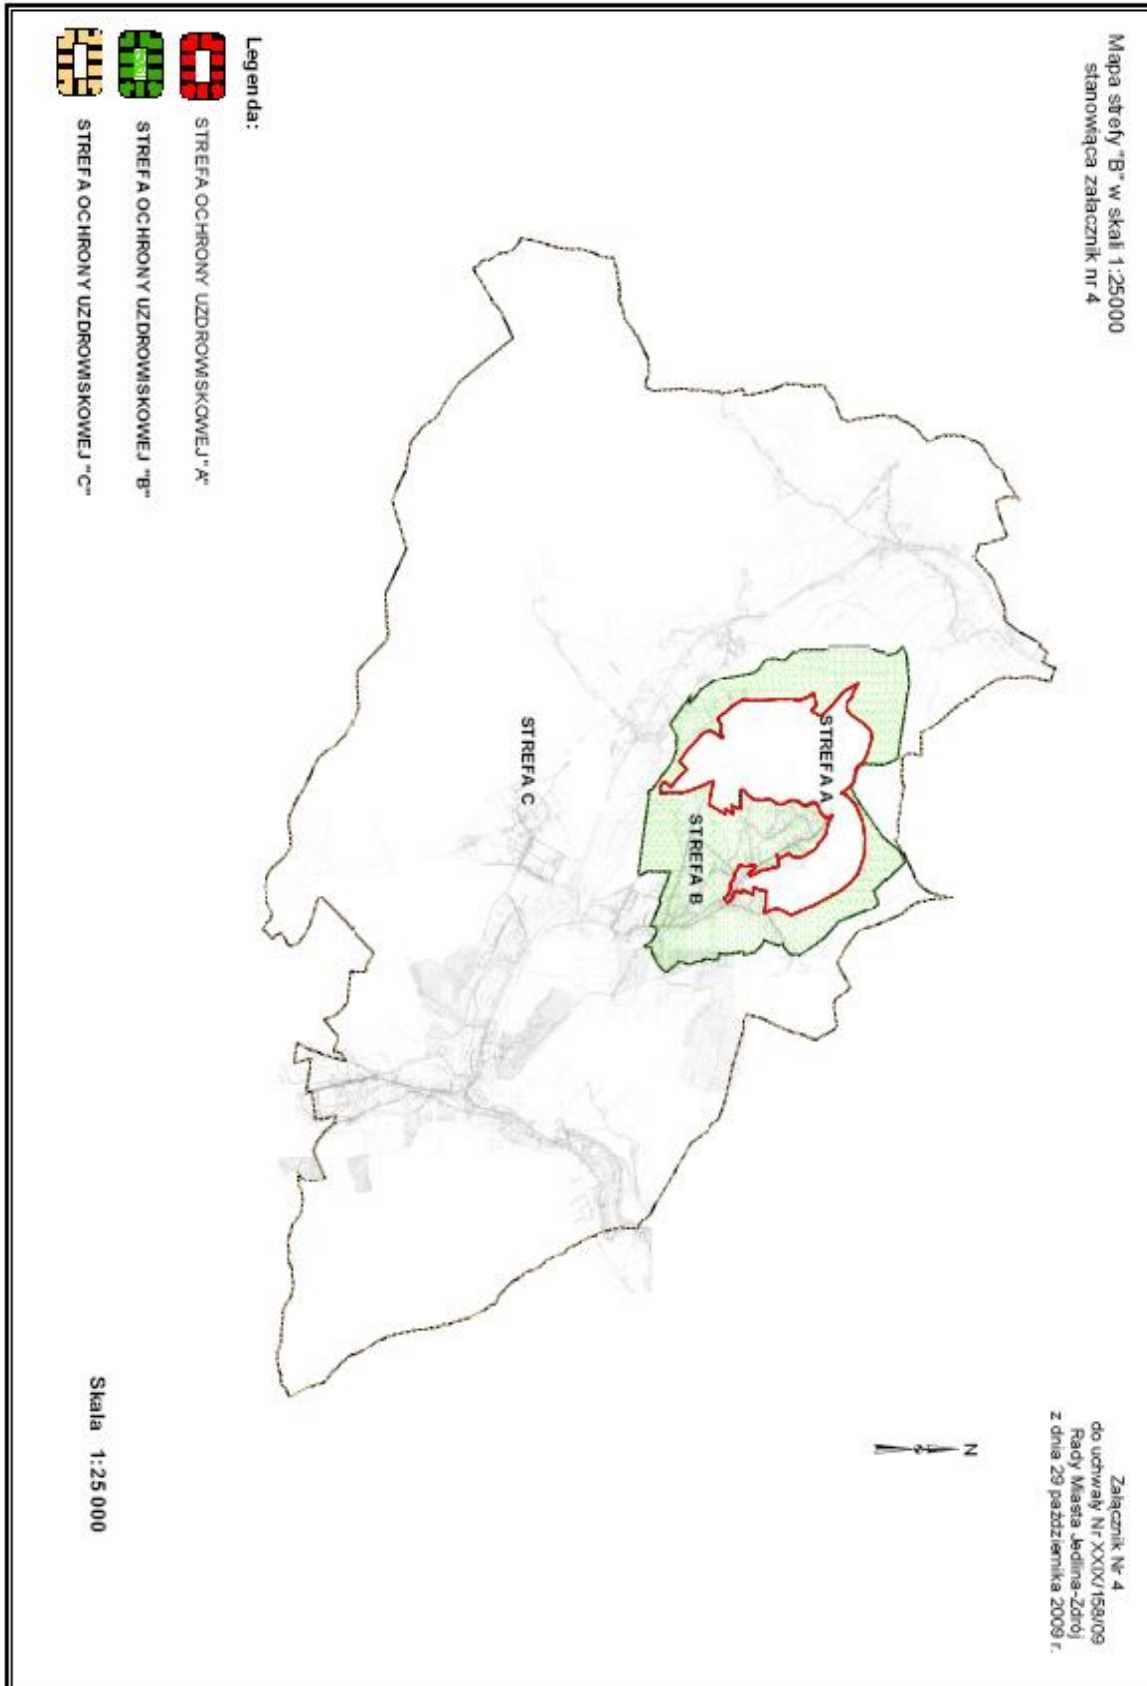 Mapa strefy "B" w skali 1:25000
stanowiąca załacznik nr 4
Załącznik Nr 4
do uchwały Nr XXIX/158/09
Rady Miasta Jedlina-Zdrój
z dnia 29 października 2009 r.
N
STREFA A
STREFA B
STREFA C
Legenda:
STREFA OCHRONY UZDROWISKOWEJ "A"
STREFA OCHRONY UZDROWISKOWEJ "B"
STREFA OCHRONY UZDROWISKOWEJ "C"
Skala 1:25 000